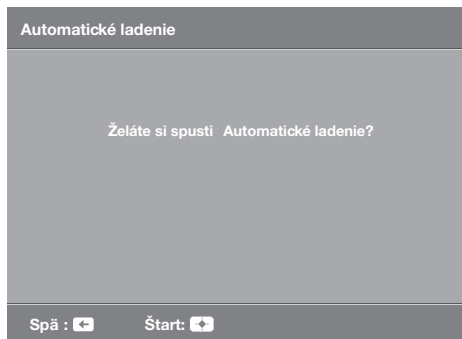 Automatické ladenie
Želáte si spusti Automatické ladenie?
Spä : Štart: